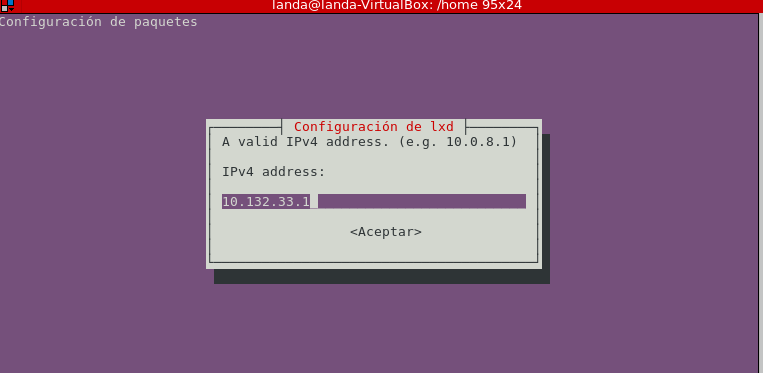 landa@landa-VirtualBox: /home 95x24
Configuración de paquetes
Configuración de lxd
A valid IPv4 address. (e.g. 10.0.8.1)
IPv4 address:
10.132.33.1
<Aceptar>